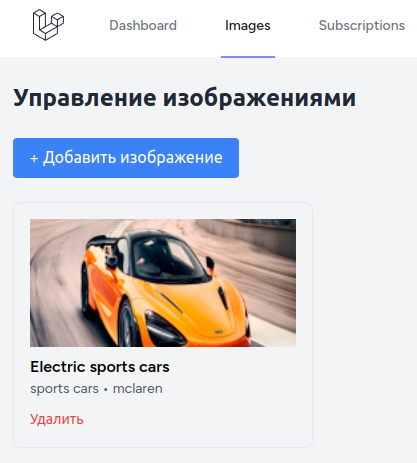 Dashboard Images Subscriptions
Управление изображениями
+ Добавить изображение
Electric sports cars
sports cars • mclaren
Удалить